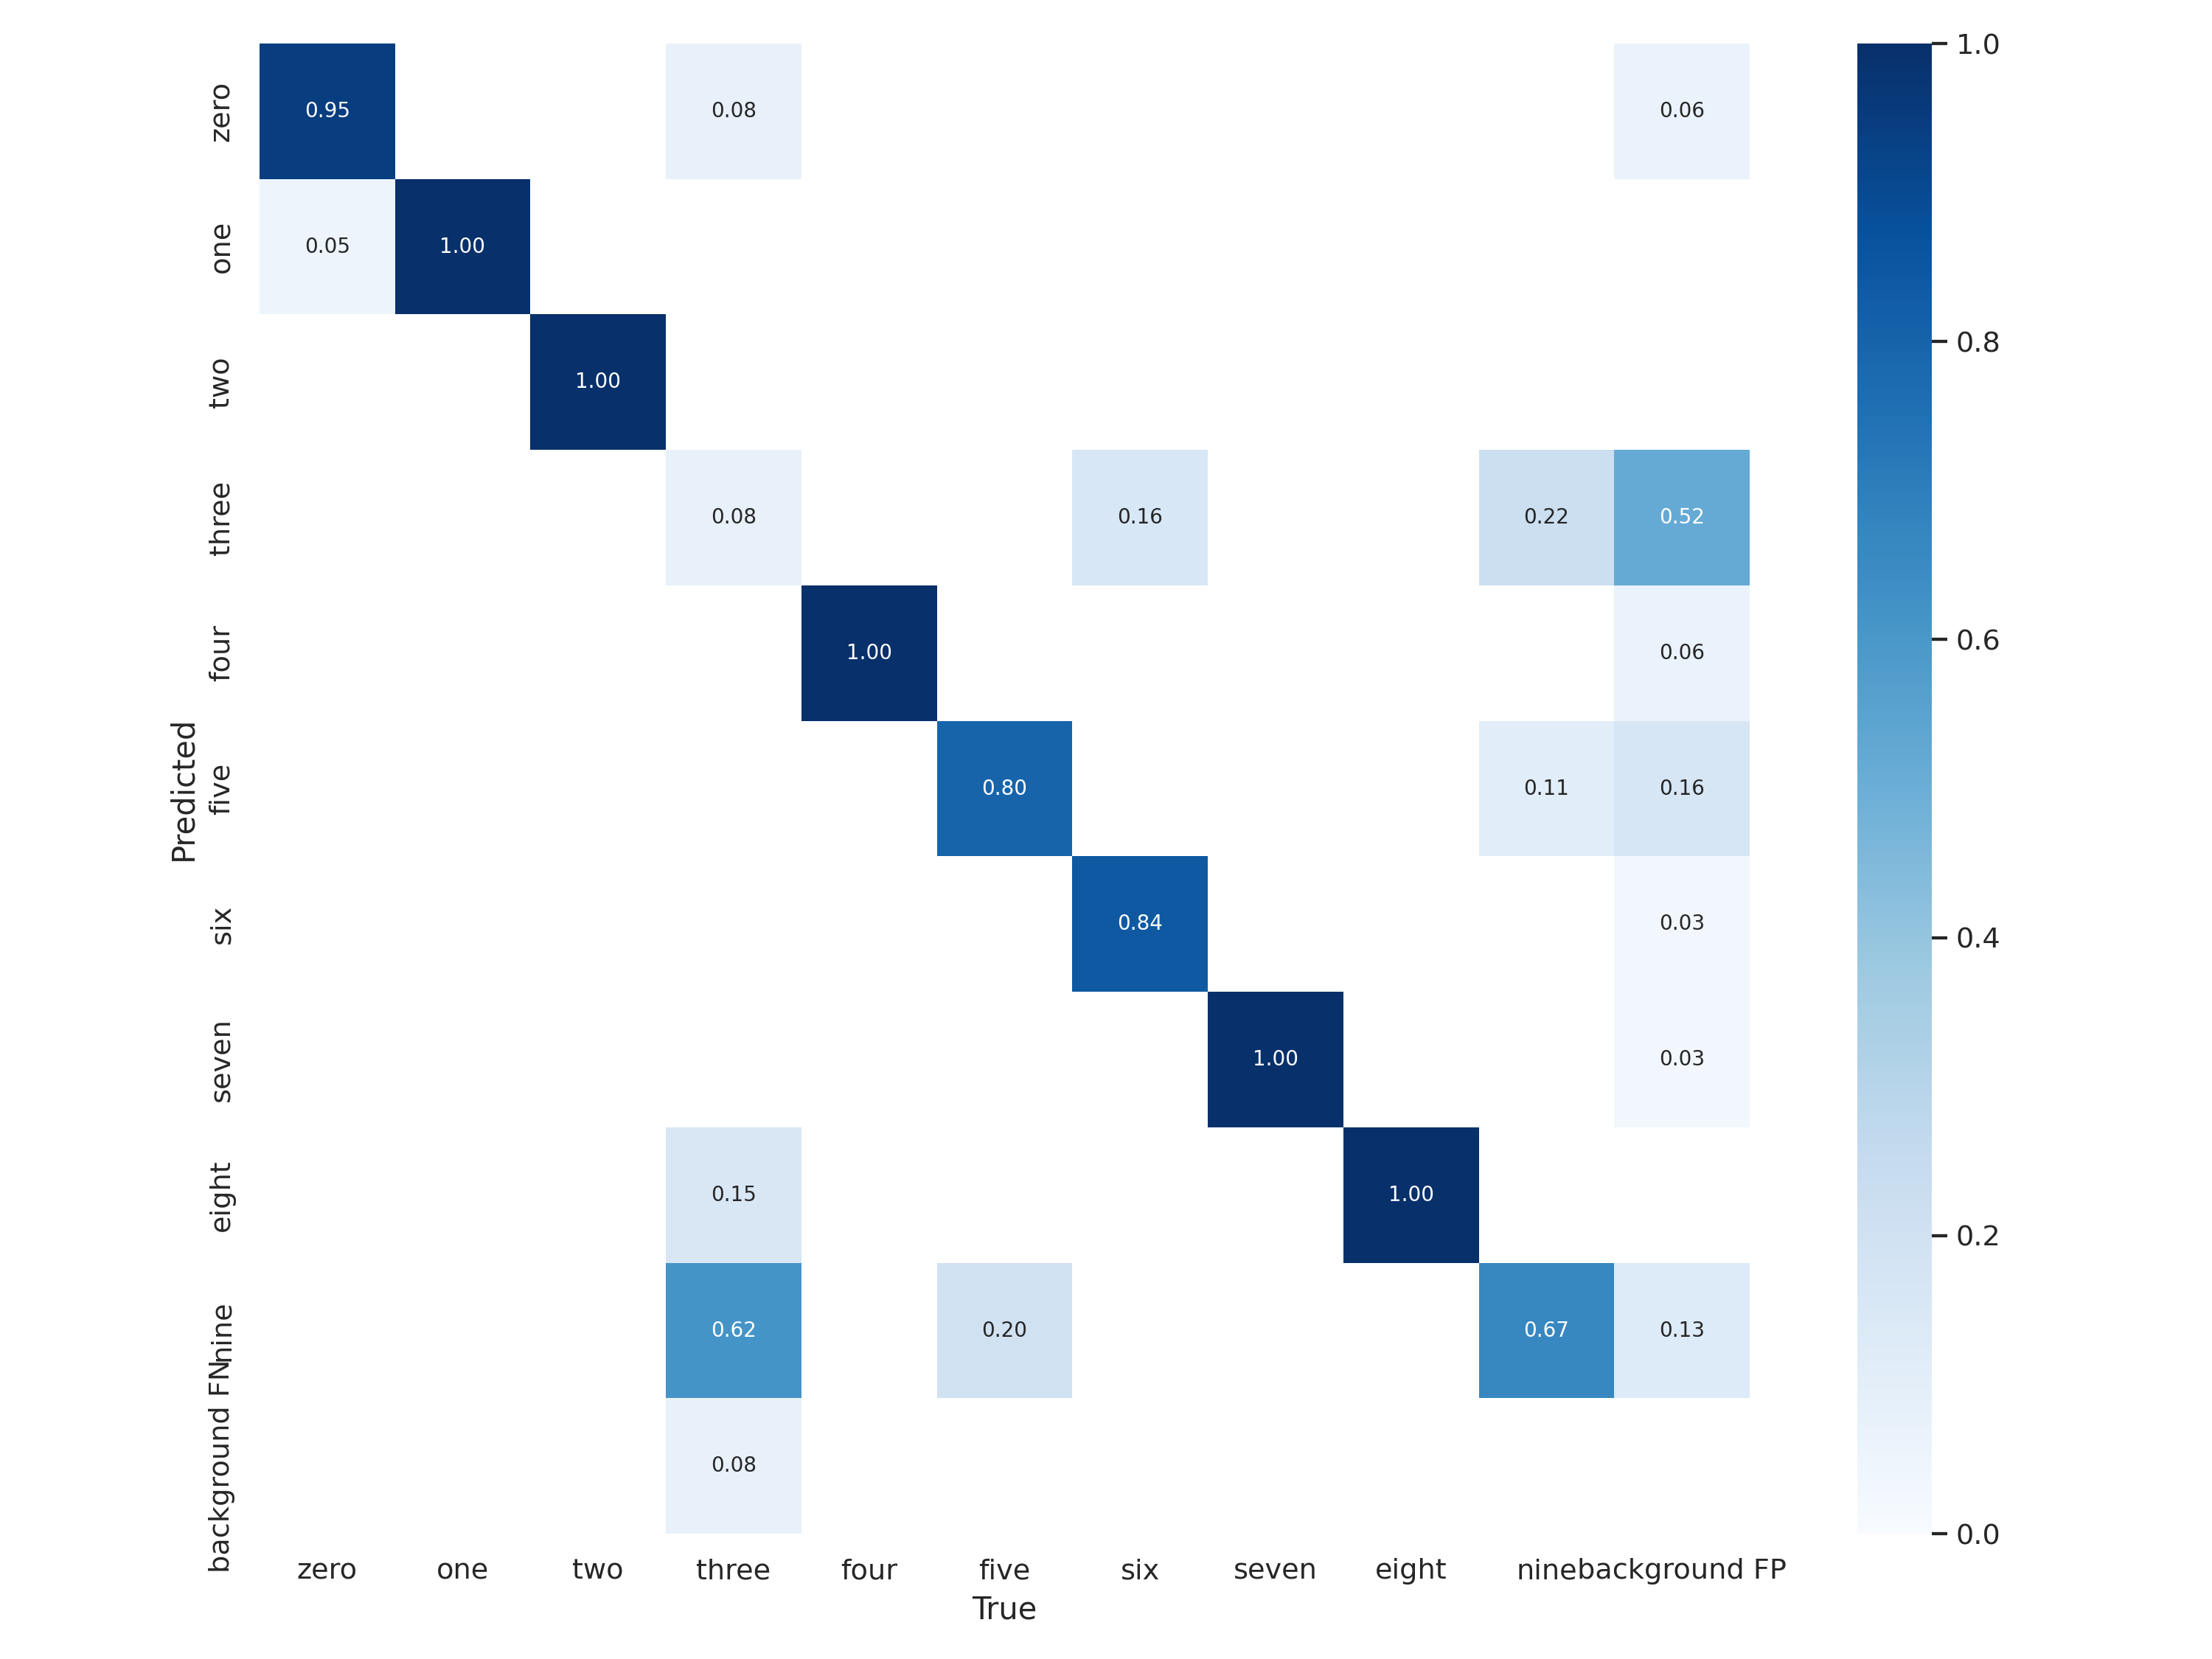 1.0
zero 0.95 0.08 0.06
one 0.05 1.00
0.8
two 1.00
three 0.08 0.16 0.22 0.52
0.6
four 1.00 0.06
Predicted
five 0.80 0.11 0.16
six 0.84 0.03
0.4
seven 1.00 0.03
eight 0.15 1.00
0.2
nine 0.62 0.20 0.67 0.13
background FN 0.08
0.0
zero one two three four five six seven eight nine background FP
True